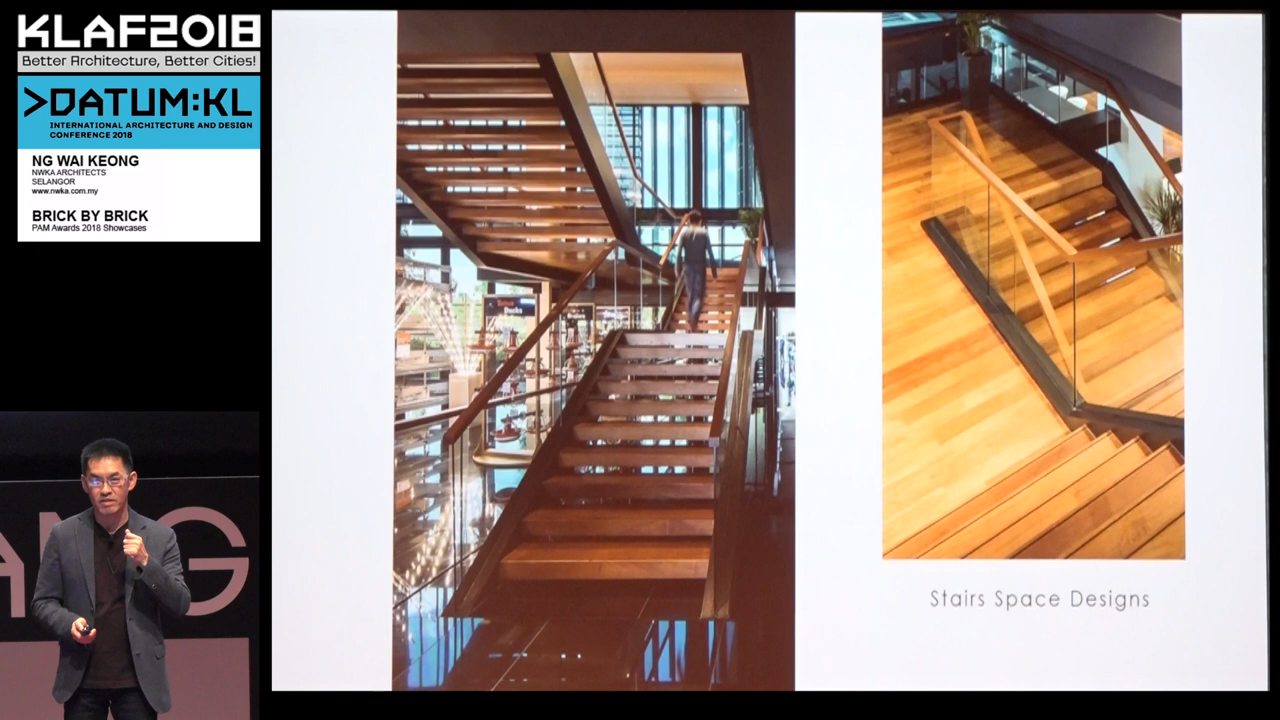 KLAF2018
Better Architecture, Better Cities!
>DATUM:KL
INTERNATIONAL ARCHITECTURE AND DESIGN
CONFERENCE 2018
NG WAI KEONG
NWKA ARCHITECTS
SELANGOR
www.nwka.com.my
BRICK BY BRICK
PAM Awards 2018 Showcases
Stairs Space Designs